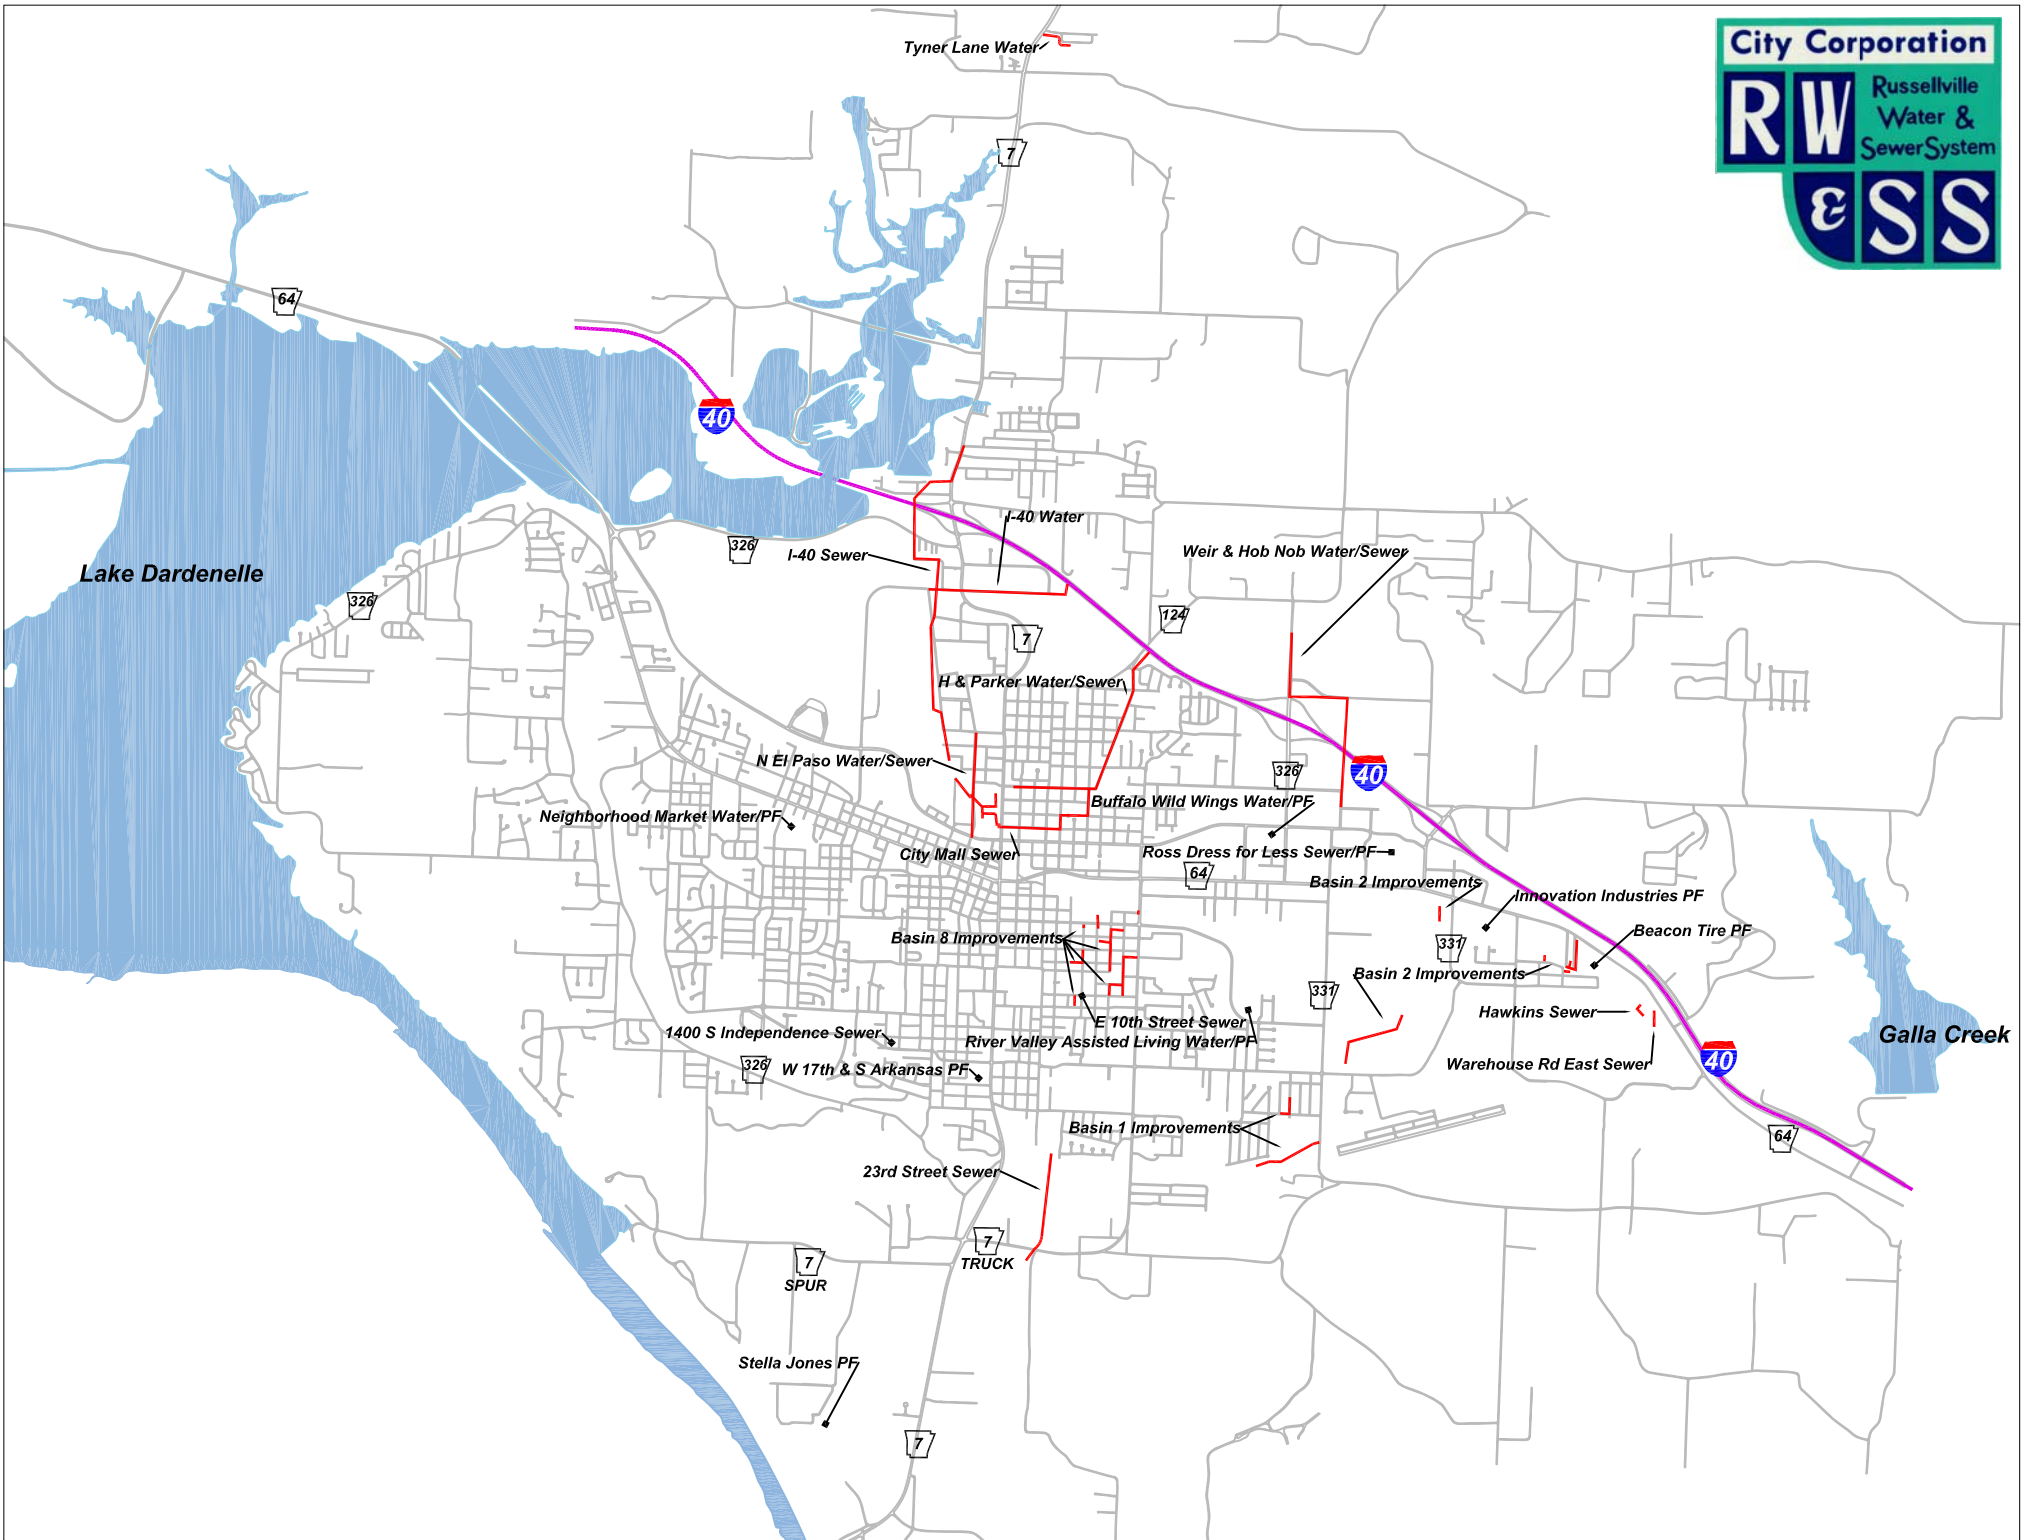 Tyner Lane Water
City Corporation
R W
Russellville
Water &
Sewer System
& S S
7
64
40
I-40 Water
326
I-40 Sewer
Weir & Hob Nob Water/Sewer
Lake Dardenelle
326
124
7
H & Parker Water/Sewer
N El Paso Water/Sewer
326
40
Buffalo Wild Wings Water/PF
Neighborhood Market Water/PF
City Mall Sewer
Ross Dress for Less Sewer/PF
64
Basin 2 Improvements
Innovation Industries PF
Beacon Tire PF
Basin 8 Improvements
331
Basin 2 Improvements
331
Hawkins Sewer
E 10th Street Sewer
1400 S Independence Sewer
River Valley Assisted Living Water/PF
Galla Creek
40
Warehouse Rd East Sewer
326
W 17th & S Arkansas PF
Basin 1 Improvements
64
23rd Street Sewer
7
TRUCK
7
SPUR
Stella Jones PF
7